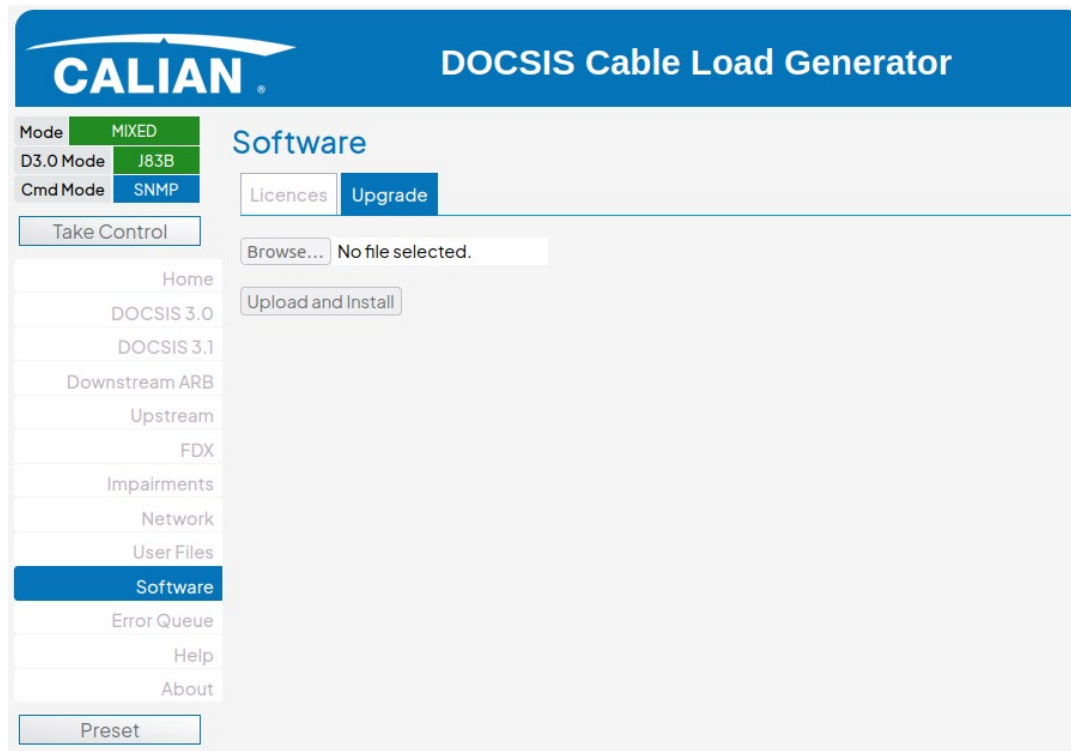 CALIAN
DOCSIS Cable Load Generator
Mode MIXED
D3.0 Mode J83B
Cmd Mode SNMP
Take Control
Home
DOCSIS 3.0
DOCSIS 3.1
Downstream ARB
Upstream
FDX
Impairments
Network
User Files
Software
Error Queue
Help
About
Preset
Software
Licences Upgrade
Browse... No file selected.
Upload and Install